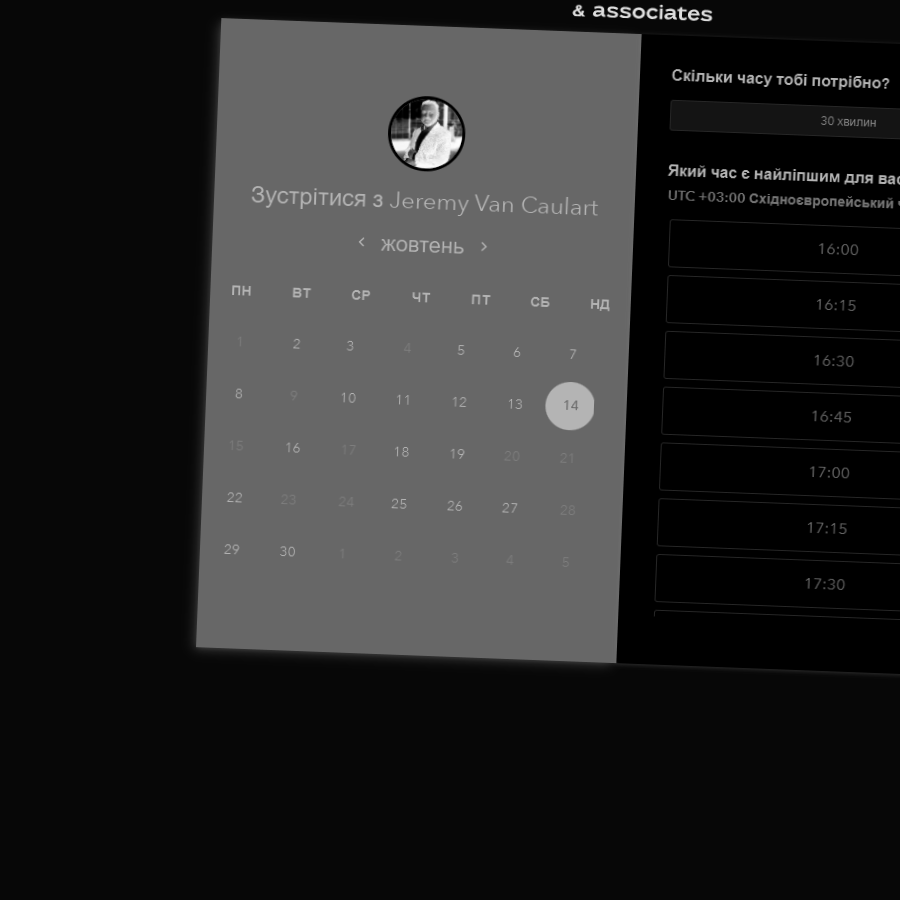 & associates
Зустрітися з Jeremy Van Caulart
‹ жовтень ›
ПН ВТ СР ЧТ ПТ СБ НД
1 2 3 4 5 6 7
8 9 10 11 12 13 14
15 16 17 18 19 20 21
22 23 24 25 26 27 28
29 30 1 2 3 4 5
Скільки часу тобі потрібно?
30 хвилин
Який час є найліпшим для вас
UTC +03:00 Східноєвропейський
16:00
16:15
16:30
16:45
17:00
17:15
17:30